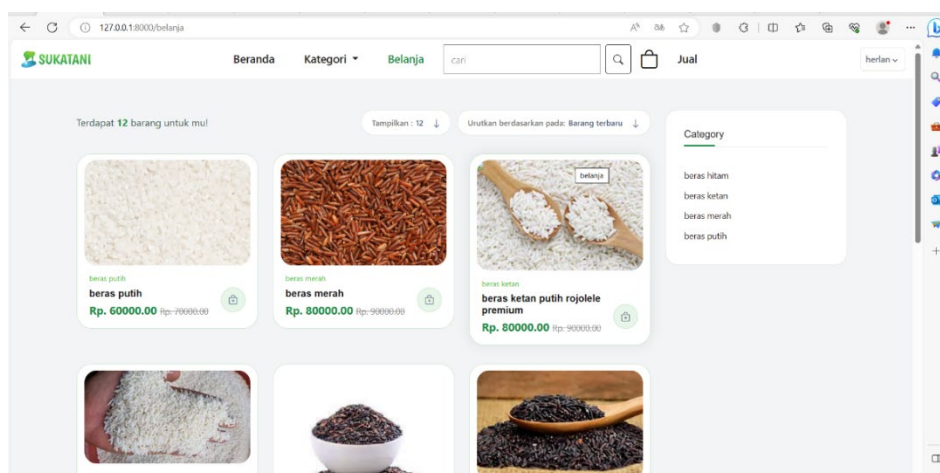 127.0.0.1:8000/belanja
SUKATANI
Beranda
Kategori
Belanja
cari
Jual
herlan
Terdapat 12 barang untuk mu!
Tampilkan : 12
Urutkan berdasarkan pada: Barang terbaru
Category
beras hitam
beras ketan
beras merah
beras putih
belanja
beras putih
beras putih
Rp. 60000.00 Rp. 70000.00
beras merah
beras merah
Rp. 80000.00 Rp. 90000.00
beras ketan
beras ketan putih rojolele
premium
Rp. 80000.00 Rp. 90000.00